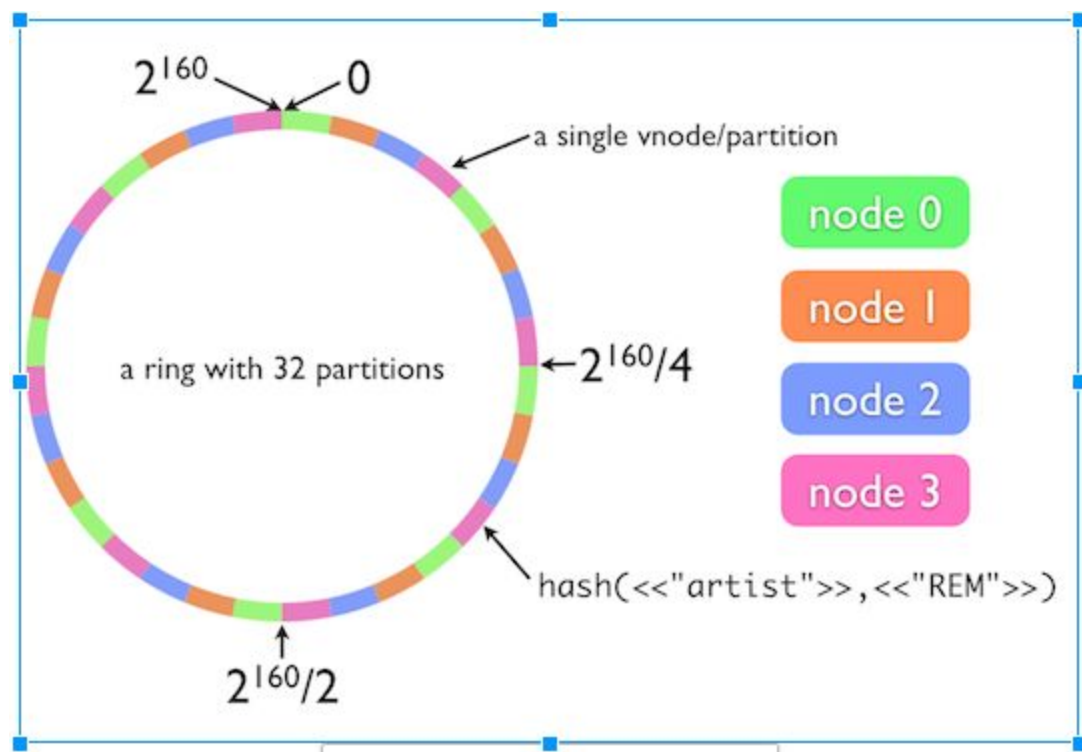 2¹⁶⁰
0
a single vnode/partition
node 0
node 1
a ring with 32 partitions
2¹⁶⁰/4
node 2
node 3
hash(<<"artist">>,<<"REM">>)
2¹⁶⁰/2